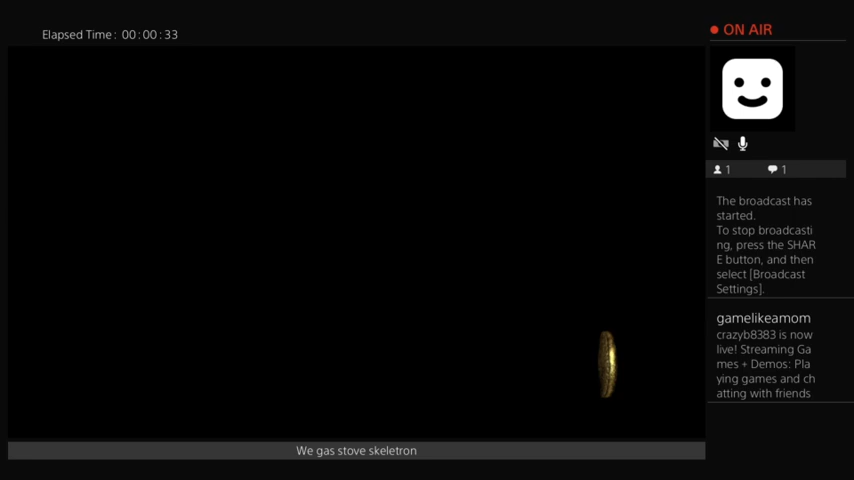 Elapsed Time: 00:00:33
ON AIR
1 1
The broadcast has
started.
To stop broadcasti
ng, press the SHAR
E button, and then
select [Broadcast
Settings].
gamelikeamom
crazyb8383 is now
live! Streaming Ga
mes + Demos: Pla
ying games and ch
atting with friends
We gas stove skeletron